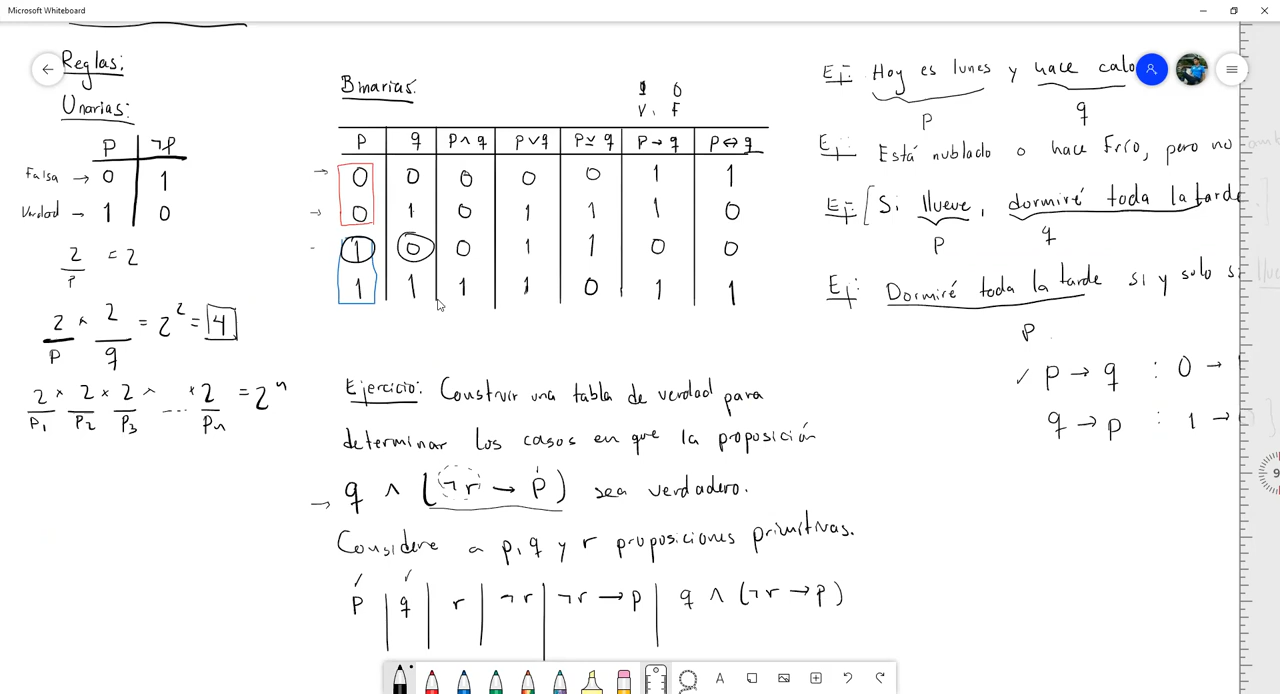 Microsoft Whiteboard
Reglas:
Unarias:
P ¬P
Falsa → 0 1
Verdad → 1 0
2/P = 2
2/P × 2/q = 2² = 4
2/P₁ × 2/P₂ × 2/P₃ × ... × 2/Pₙ = 2ⁿ
Binarias:
1 0
V. F
P q P∧q P∨q P⊻q P→q P↔q
→ 0 0 0 0 0 1 1
→ 0 1 0 1 1 1 0
1 0 0 1 1 0 0
1 1 1 1 0 1 1
Ejercicio: Construir una tabla de verdad para
determinar los casos en que la proposición
→ q ∧ (¬r → p) sea verdadero.
Considere a p, q y r proposiciones primitivas.
✓ ✓
P q r ¬r ¬r → p q ∧ (¬r → p)
Ej: Hoy es lunes y hace calo
P q
Ej: Está nublado o hace Frío, pero no
Ej: [Si llueve, dormiré toda la tarde
P q
Ej: Dormiré toda la tarde si y solo si
P
✓ P → q : 0 →
q → P : 1 →
A
9